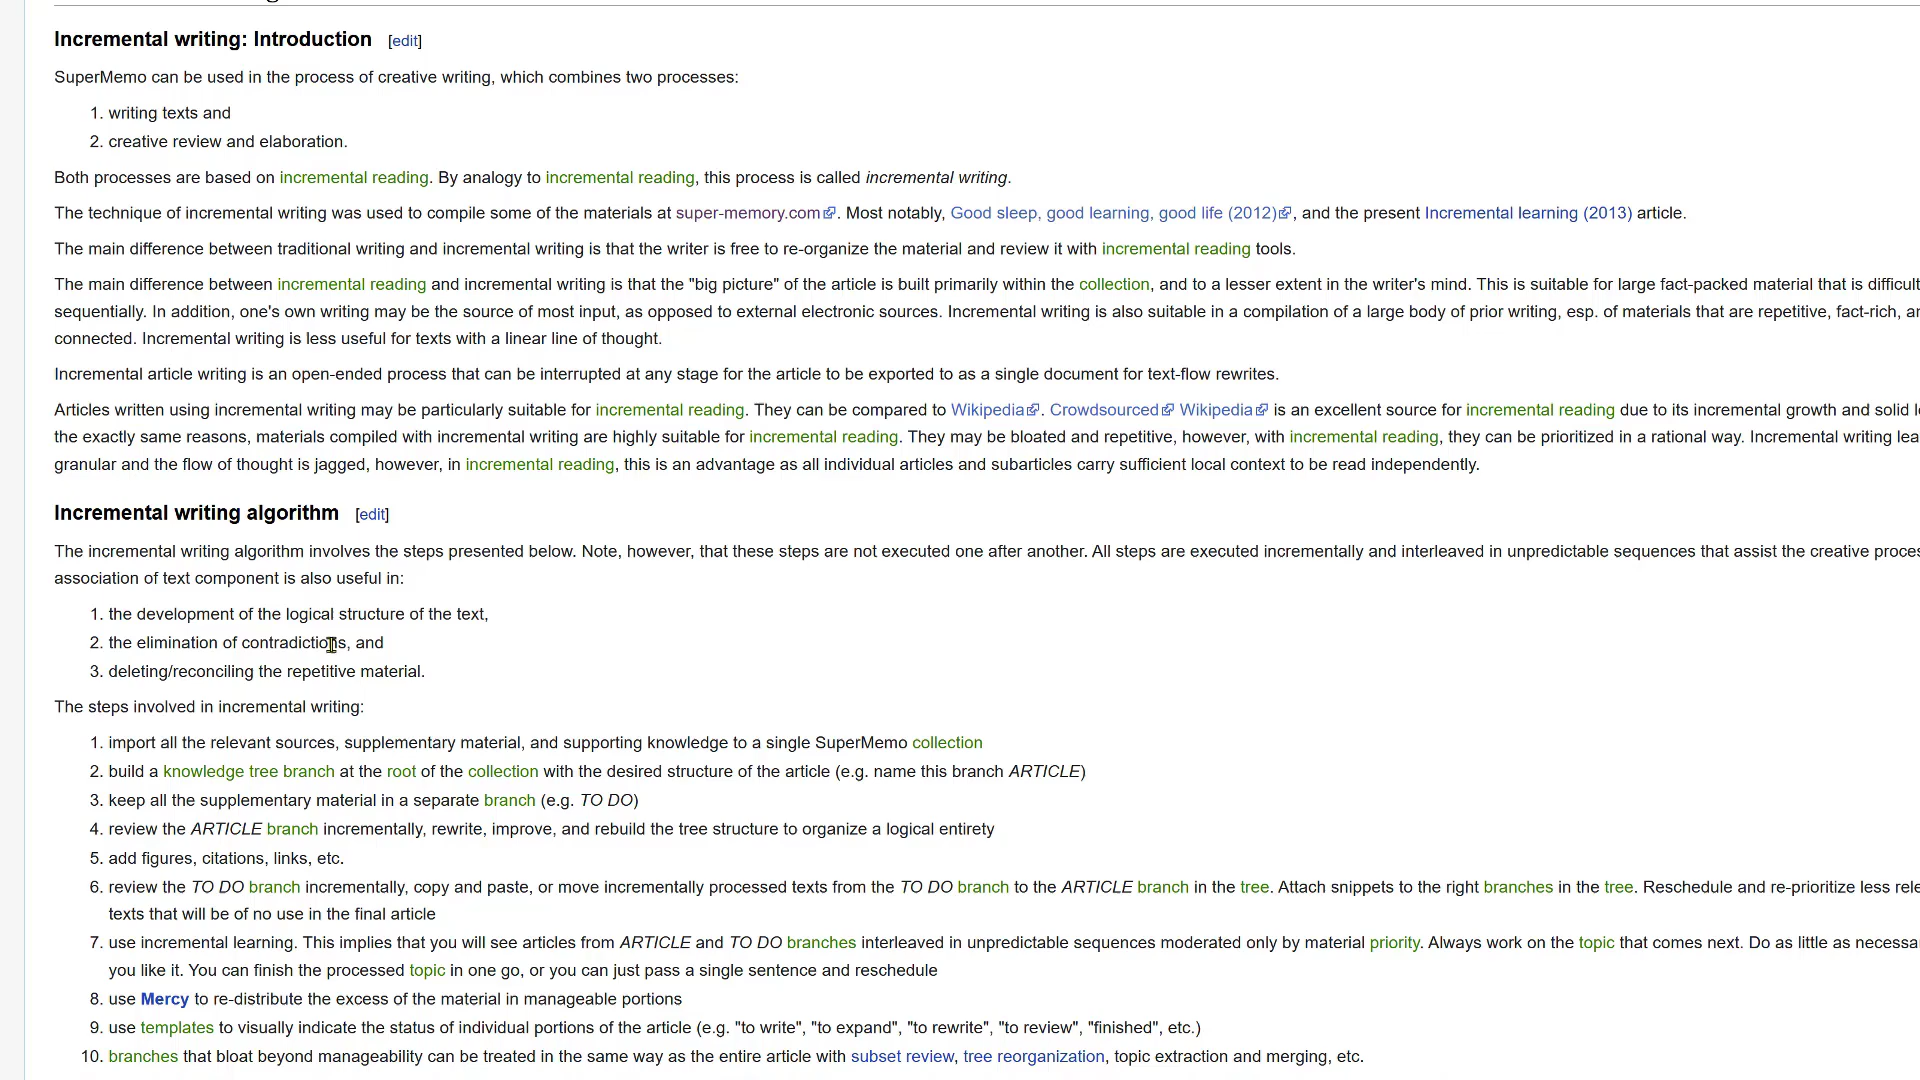 Incremental writing: Introduction [edit]
SuperMemo can be used in the process of creative writing, which combines two processes:
1. writing texts and
2. creative review and elaboration.
Both processes are based on incremental reading. By analogy to incremental reading, this process is called incremental writing.
The technique of incremental writing was used to compile some of the materials at super-memory.com. Most notably, Good sleep, good learning, good life (2012), and the present Incremental learning (2013) article.
The main difference between traditional writing and incremental writing is that the writer is free to re-organize the material and review it with incremental reading tools.
The main difference between incremental reading and incremental writing is that the "big picture" of the article is built primarily within the collection, and to a lesser extent in the writer's mind. This is suitable for large fact-packed material that is difficult
sequentially. In addition, one's own writing may be the source of most input, as opposed to external electronic sources. Incremental writing is also suitable in a compilation of a large body of prior writing, esp. of materials that are repetitive, fact-rich,
connected. Incremental writing is less useful for texts with a linear line of thought.
Incremental article writing is an open-ended process that can be interrupted at any stage for the article to be exported to as a single document for text-flow rewrites.
Articles written using incremental writing may be particularly suitable for incremental reading. They can be compared to Wikipedia. Crowdsourced Wikipedia is an excellent source for incremental reading due to its incremental growth and solid
the exactly same reasons, materials compiled with incremental writing are highly suitable for incremental reading. They may be bloated and repetitive, however, with incremental reading, they can be prioritized in a rational way. Incremental writing
granular and the flow of thought is jagged, however, in incremental reading, this is an advantage as all individual articles and subarticles carry sufficient local context to be read independently.
Incremental writing algorithm [edit]
The incremental writing algorithm involves the steps presented below. Note, however, that these steps are not executed one after another. All steps are executed incrementally and interleaved in unpredictable sequences that assist the creative
association of text component is also useful in:
1. the development of the logical structure of the text,
2. the elimination of contradictions, and
3. deleting/reconciling the repetitive material.
The steps involved in incremental writing:
1. import all the relevant sources, supplementary material, and supporting knowledge to a single SuperMemo collection
2. build a knowledge tree branch at the root of the collection with the desired structure of the article (e.g. name this branch ARTICLE)
3. keep all the supplementary material in a separate branch (e.g. TO DO)
4. review the ARTICLE branch incrementally, rewrite, improve, and rebuild the tree structure to organize a logical entirety
5. add figures, citations, links, etc.
6. review the TO DO branch incrementally, copy and paste, or move incrementally processed texts from the TO DO branch to the ARTICLE branch in the tree. Attach snippets to the right branches in the tree. Reschedule and re-prioritize less
texts that will be of no use in the final article
7. use incremental learning. This implies that you will see articles from ARTICLE and TO DO branches interleaved in unpredictable sequences moderated only by material priority. Always work on the topic that comes next. Do as little as
you like it. You can finish the processed topic in one go, or you can just pass a single sentence and reschedule
8. use Mercy to re-distribute the excess of the material in manageable portions
9. use templates to visually indicate the status of individual portions of the article (e.g. "to write", "to expand", "to rewrite", "to review", "finished", etc.)
10. branches that bloat beyond manageability can be treated in the same way as the entire article with subset review, tree reorganization, topic extraction and merging, etc.